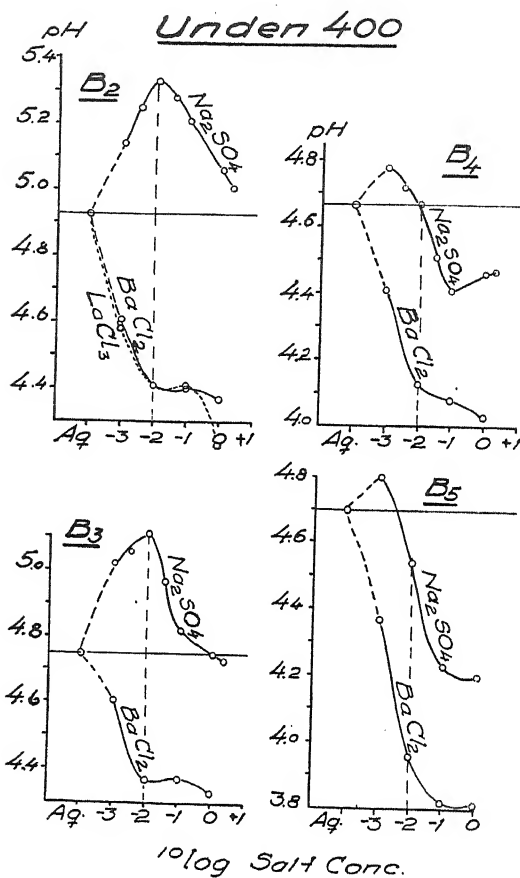 Unden 400
pH
5.4
5.2
5.0
4.8
4.6
4.4
B2
Na2SO4
BaCl2
LaCl3
Aq. -3 -2 -1 0 +1
pH
4.8
4.6
4.4
4.2
4.0
B4
Na2SO4
BaCl2
Aq. -3 -2 -1 0 +1
5.0
4.8
4.6
4.4
B3
Na2SO4
BaCl2
Aq. -3 -2 -1 0 +1
4.8
4.6
4.4
4.2
4.0
3.8
B5
Na2SO4
BaCl2
Aq. -3 -2 -1 0
10log Salt Conc.